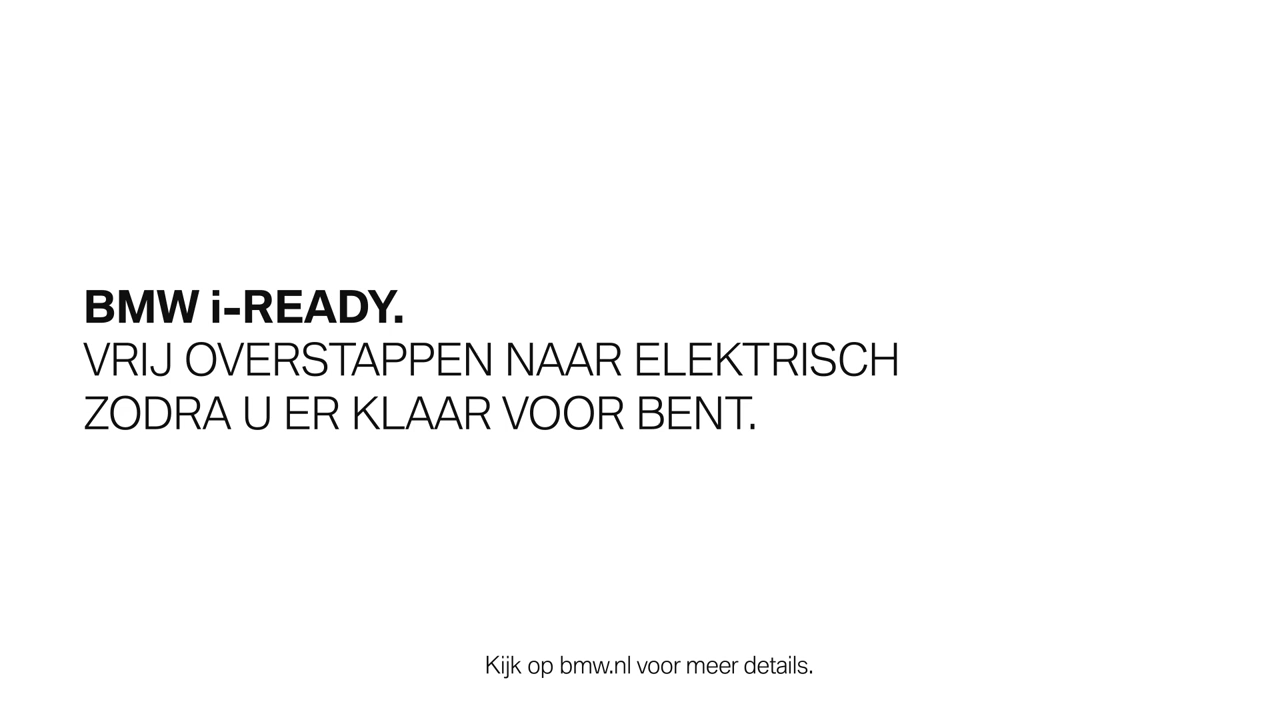 BMW i-READY.
VRIJ OVERSTAPPEN NAAR ELEKTRISCH
ZODRA U ER KLAAR VOOR BENT.
Kijk op bmw.nl voor meer details.